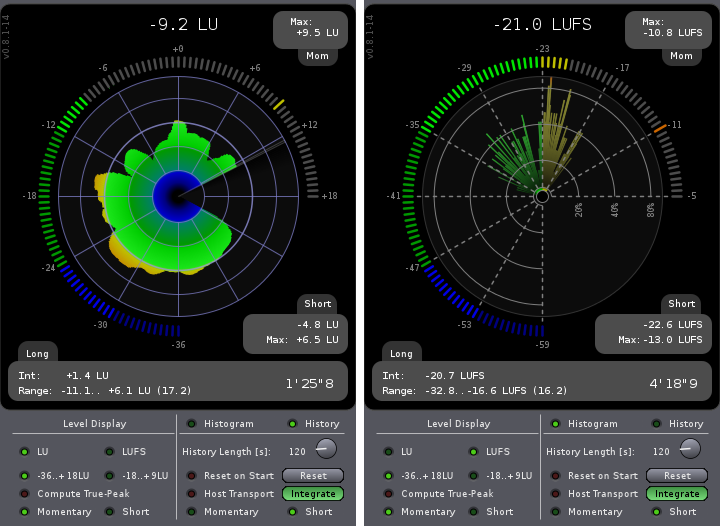 v0.8.1-14
-9.2 LU
Max:
+9.5 LU
Mom
+0
-6
+6
-12
+12
-18
+18
-24
-30
-36
Short
-4.8 LU
Max: +6.5 LU
Long
Int: +1.4 LU
Range: -11.1.. +6.1 LU (17.2)
1'25"8
Level Display
LU
LUFS
-36..+18LU
-18..+9LU
Compute True-Peak
Momentary
Short
Histogram
History
History Length [s]: 120
Reset on Start
Reset
Host Transport
Integrate
Momentary
Short
v0.8.1-14
-21.0 LUFS
Max:
-10.8 LUFS
Mom
-23
-29
-17
-35
-11
-41
-5
20%
40%
80%
-47
-53
-59
Short
-22.6 LUFS
Max:-13.0 LUFS
Long
Int: -20.7 LUFS
Range: -32.8..-16.6 LUFS (16.2)
4'18"9
Level Display
LU
LUFS
-36..+18LU
-18..+9LU
Compute True-Peak
Momentary
Short
Histogram
History
History Length [s]: 120
Reset on Start
Reset
Host Transport
Integrate
Momentary
Short